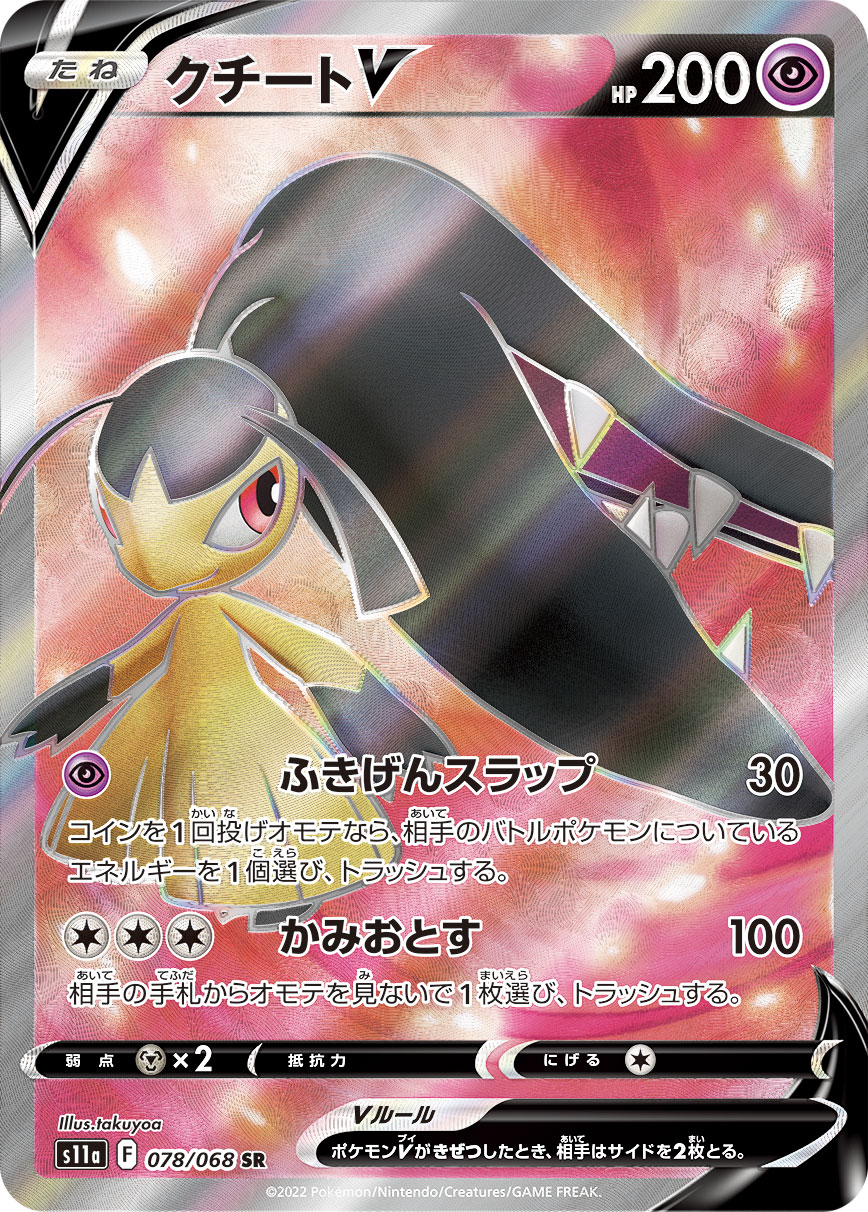 たね クチートV HP 200
ふきげんスラップ 30
コインを1回投げオモテなら、相手のバトルポケモンについている
エネルギーを1個選び、トラッシュする。
かみおとす 100
相手の手札からオモテを見ないで1枚選び、トラッシュする。
弱点 ×2 抵抗力 にげる
Illus.takuyoa
Vルール
ポケモンVがきぜつしたとき、相手はサイドを2枚とる。
s11a F 078/068 SR
©2022 Pokémon/Nintendo/Creatures/GAME FREAK.